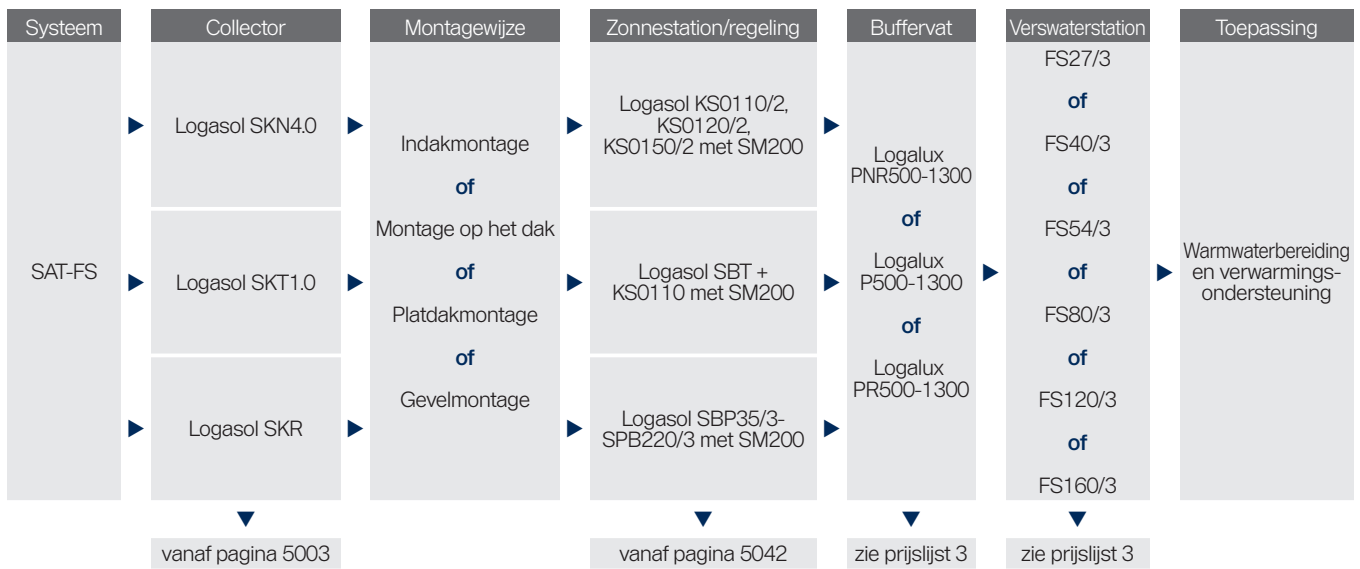 Systeem
Collector
Montagewijze
Zonnestation/regeling
Buffervat
Verswaterstation
Toepassing
SAT-FS
Logasol SKN4.0
Logasol SKT1.0
Logasol SKR
Indakmontage
of
Montage op het dak
of
Platdakmontage
of
Gevelmontage
Logasol KS0110/2,
KS0120/2,
KS0150/2 met SM200
Logasol SBT +
KS0110 met SM200
Logasol SBP35/3-
SPB220/3 met SM200
Logalux
PNR500-1300
of
Logalux
P500-1300
of
Logalux
PR500-1300
FS27/3
of
FS40/3
of
FS54/3
of
FS80/3
of
FS120/3
of
FS160/3
Warmwaterbereiding
en verwarmings-
ondersteuning
vanaf pagina 5003
vanaf pagina 5042
zie prijslijst 3
zie prijslijst 3